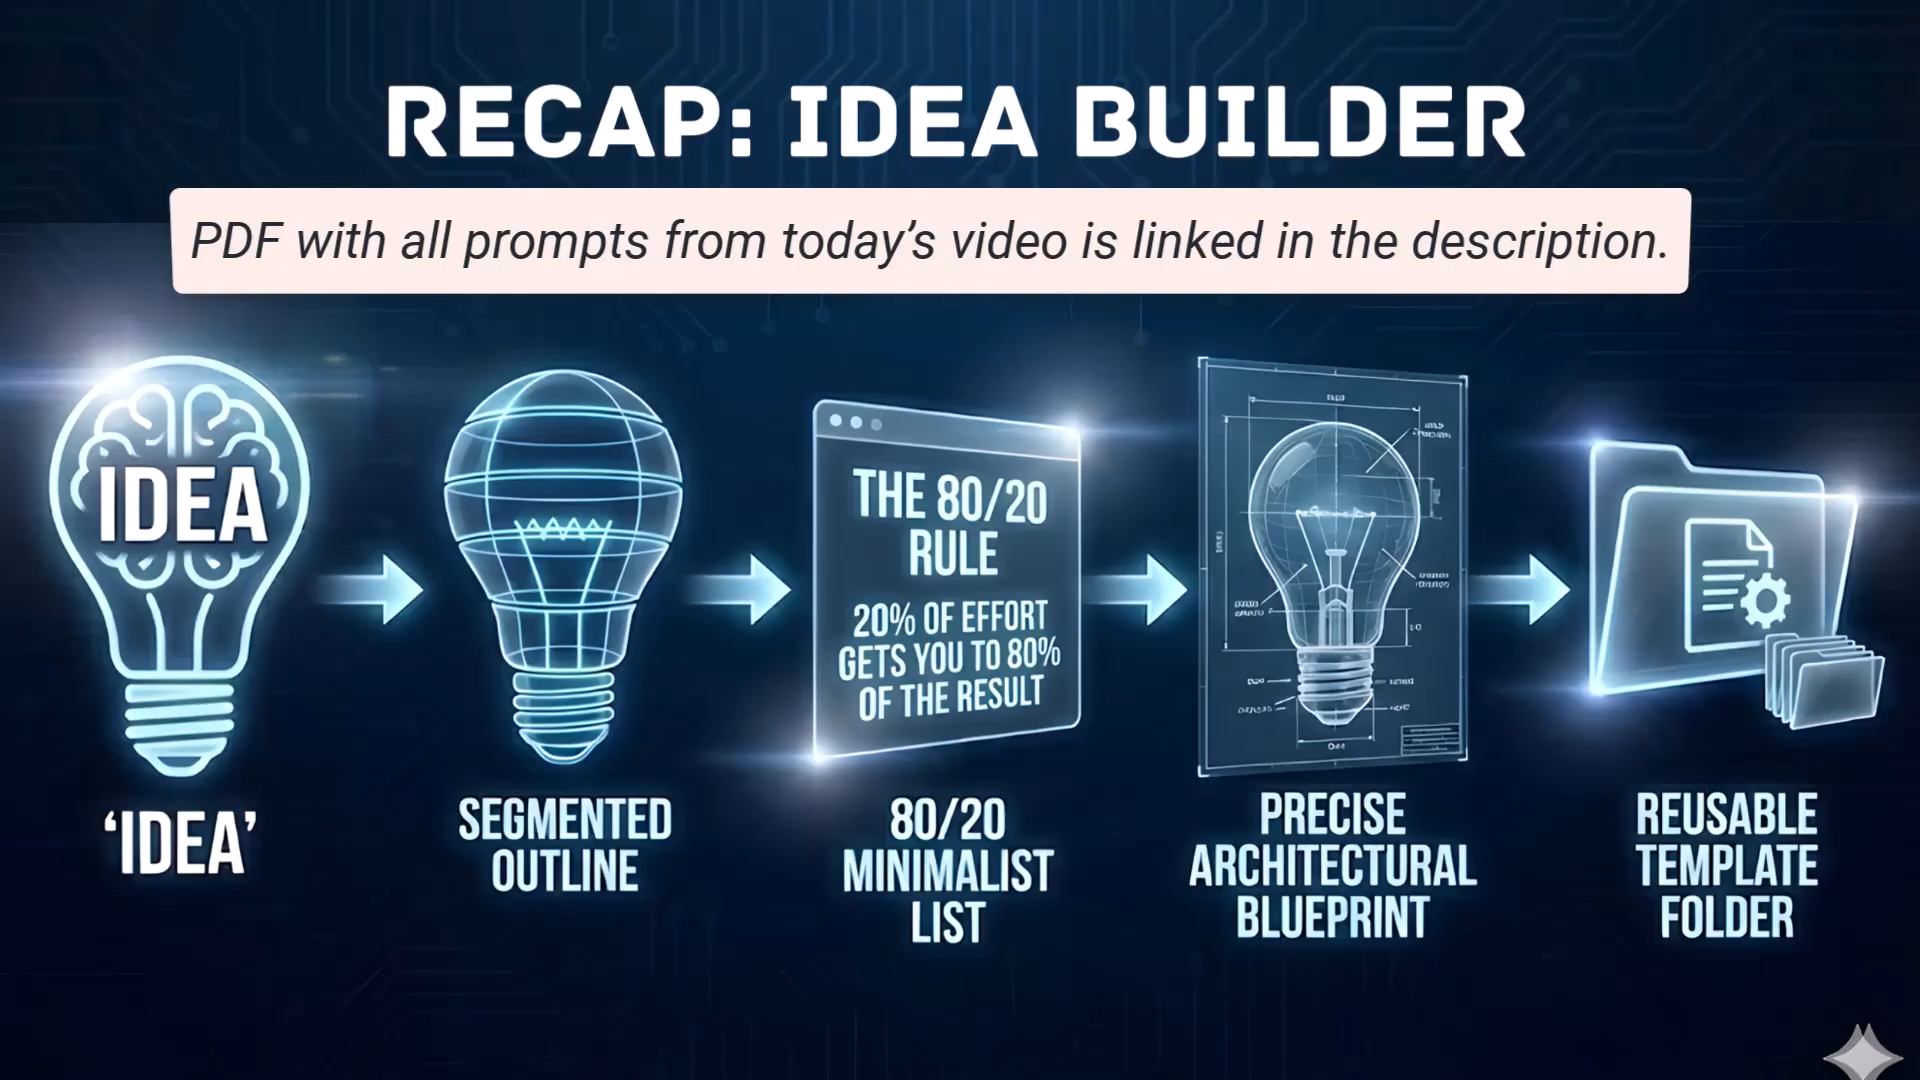 RECAP: IDEA BUILDER
PDF with all prompts from today's video is linked in the description.
IDEA
THE 80/20
RULE
20% OF EFFORT
GETS YOU TO 80%
OF THE RESULT
‘IDEA’
SEGMENTED
OUTLINE
80/20
MINIMALIST
LIST
PRECISE
ARCHITECTURAL
BLUEPRINT
REUSABLE
TEMPLATE
FOLDER